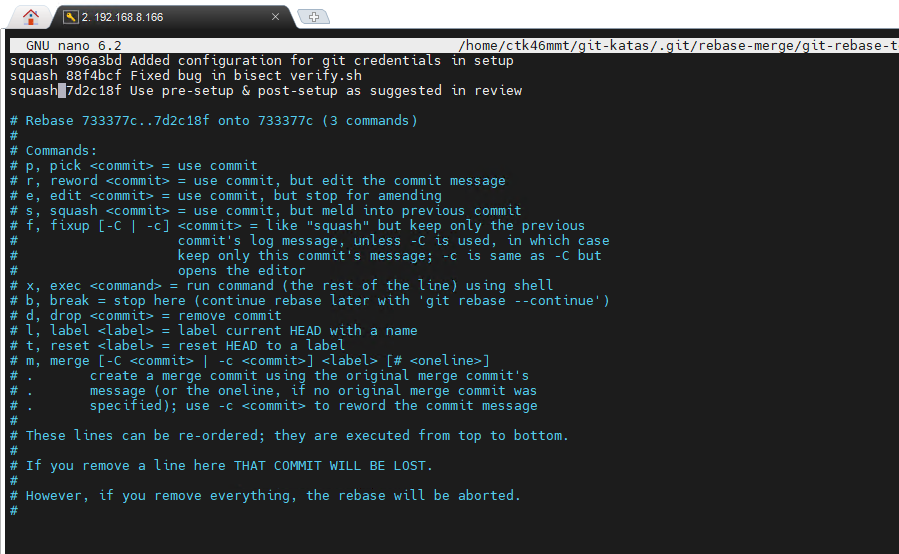 2. 192.168.8.166
GNU nano 6.2 /home/ctk46mmt/git-katas/.git/rebase-merge/git-rebase-t
squash 996a3bd Added configuration for git credentials in setup
squash 88f4bcf Fixed bug in bisect verify.sh
squash 7d2c18f Use pre-setup & post-setup as suggested in review
# Rebase 733377c..7d2c18f onto 733377c (3 commands)
#
# Commands:
# p, pick <commit> = use commit
# r, reword <commit> = use commit, but edit the commit message
# e, edit <commit> = use commit, but stop for amending
# s, squash <commit> = use commit, but meld into previous commit
# f, fixup [-C | -c] <commit> = like "squash" but keep only the previous
# commit's log message, unless -C is used, in which case
# keep only this commit's message; -c is same as -C but
# opens the editor
# x, exec <command> = run command (the rest of the line) using shell
# b, break = stop here (continue rebase later with 'git rebase --continue')
# d, drop <commit> = remove commit
# l, label <label> = label current HEAD with a name
# t, reset <label> = reset HEAD to a label
# m, merge [-C <commit> | -c <commit>] <label> [# <oneline>]
# . create a merge commit using the original merge commit's
# . message (or the oneline, if no original merge commit was
# . specified); use -c <commit> to reword the commit message
#
# These lines can be re-ordered; they are executed from top to bottom.
#
# If you remove a line here THAT COMMIT WILL BE LOST.
#
# However, if you remove everything, the rebase will be aborted.
#